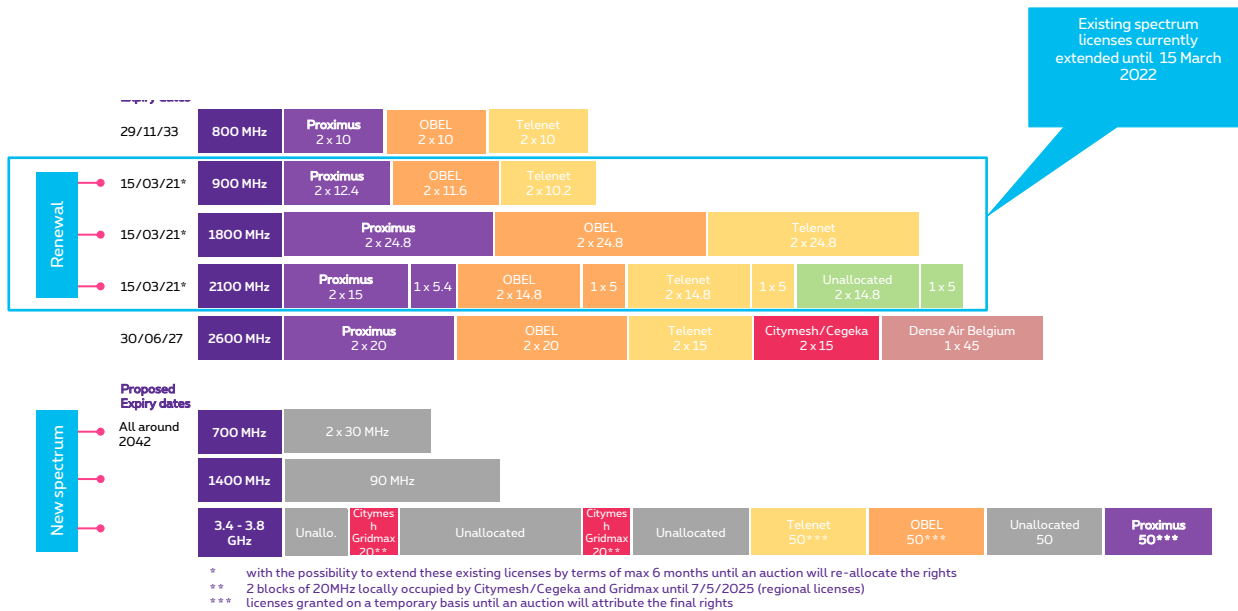 Existing spectrum
licenses currently
extended until 15 March
2022
Expiry dates
29/11/33
800 MHz
Proximus
2 x 10
OBEL
2 x 10
Telenet
2 x 10
Renewal
15/03/21*
900 MHz
Proximus
2 x 12.4
OBEL
2 x 11.6
Telenet
2 x 10.2
15/03/21*
1800 MHz
Proximus
2 x 24.8
OBEL
2 x 24.8
Telenet
2 x 24.8
15/03/21*
2100 MHz
Proximus
2 x 15
1 x 5.4
OBEL
2 x 14.8
1 x 5
Telenet
2 x 14.8
1 x 5
Unallocated
2 x 14.8
1 x 5
30/06/27
2600 MHz
Proximus
2 x 20
OBEL
2 x 20
Telenet
2 x 15
Citymesh/Cegeka
2 x 15
Dense Air Belgium
1 x 45
Proposed
Expiry dates
New spectrum
All around
2042
700 MHz
2 x 30 MHz
1400 MHz
90 MHz
3.4 - 3.8
GHz
Unallo.
Citymes
h
Gridmax
20**
Unallocated
Citymes
h
Gridmax
20**
Unallocated
Telenet
50***
OBEL
50***
Unallocated
50
Proximus
50***
* with the possibility to extend these existing licenses by terms of max 6 months until an auction will re-allocate the rights
** 2 blocks of 20MHz locally occupied by Citymesh/Cegeka and Gridmax until 7/5/2025 (regional licenses)
*** licenses granted on a temporary basis until an auction will attribute the final rights